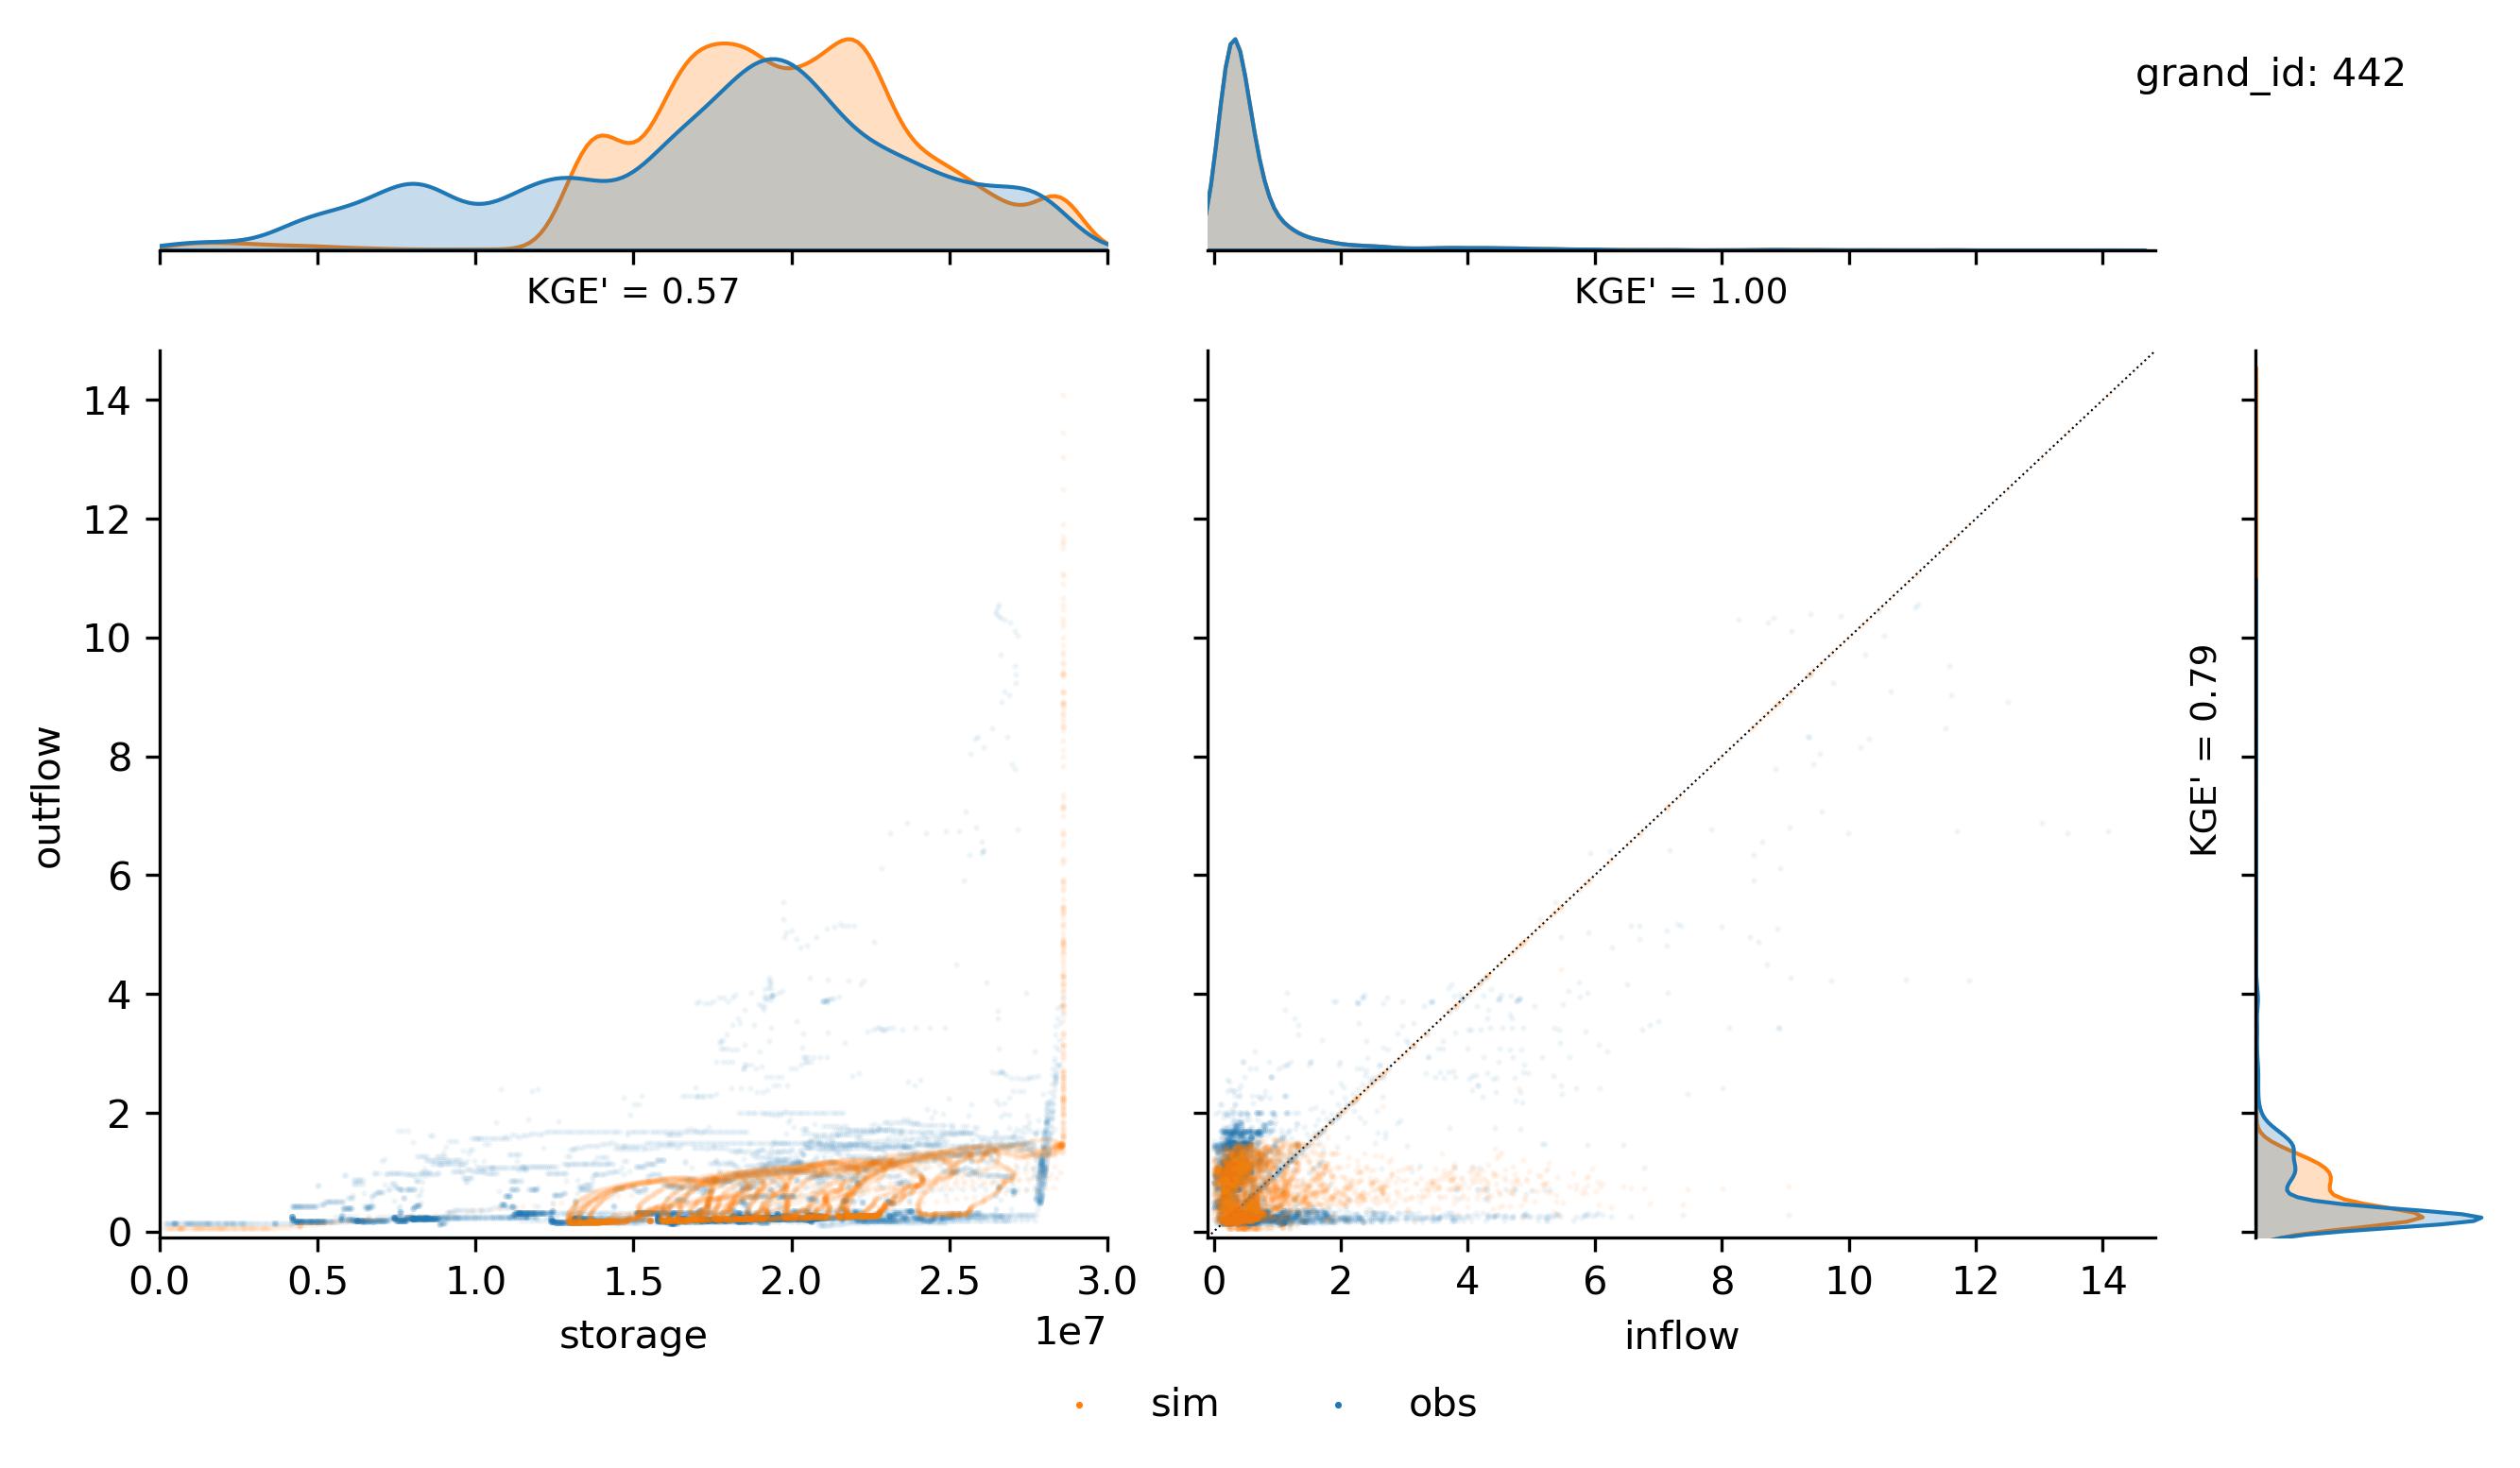 grand_id: 442
KGE' = 0.57
KGE' = 1.00
14
12
10
8
6
4
2
0
outflow
KGE' = 0.79
0.0 0.5 1.0 1.5 2.0 2.5 3.0
1e7
storage
0 2 4 6 8 10 12 14
inflow
sim obs